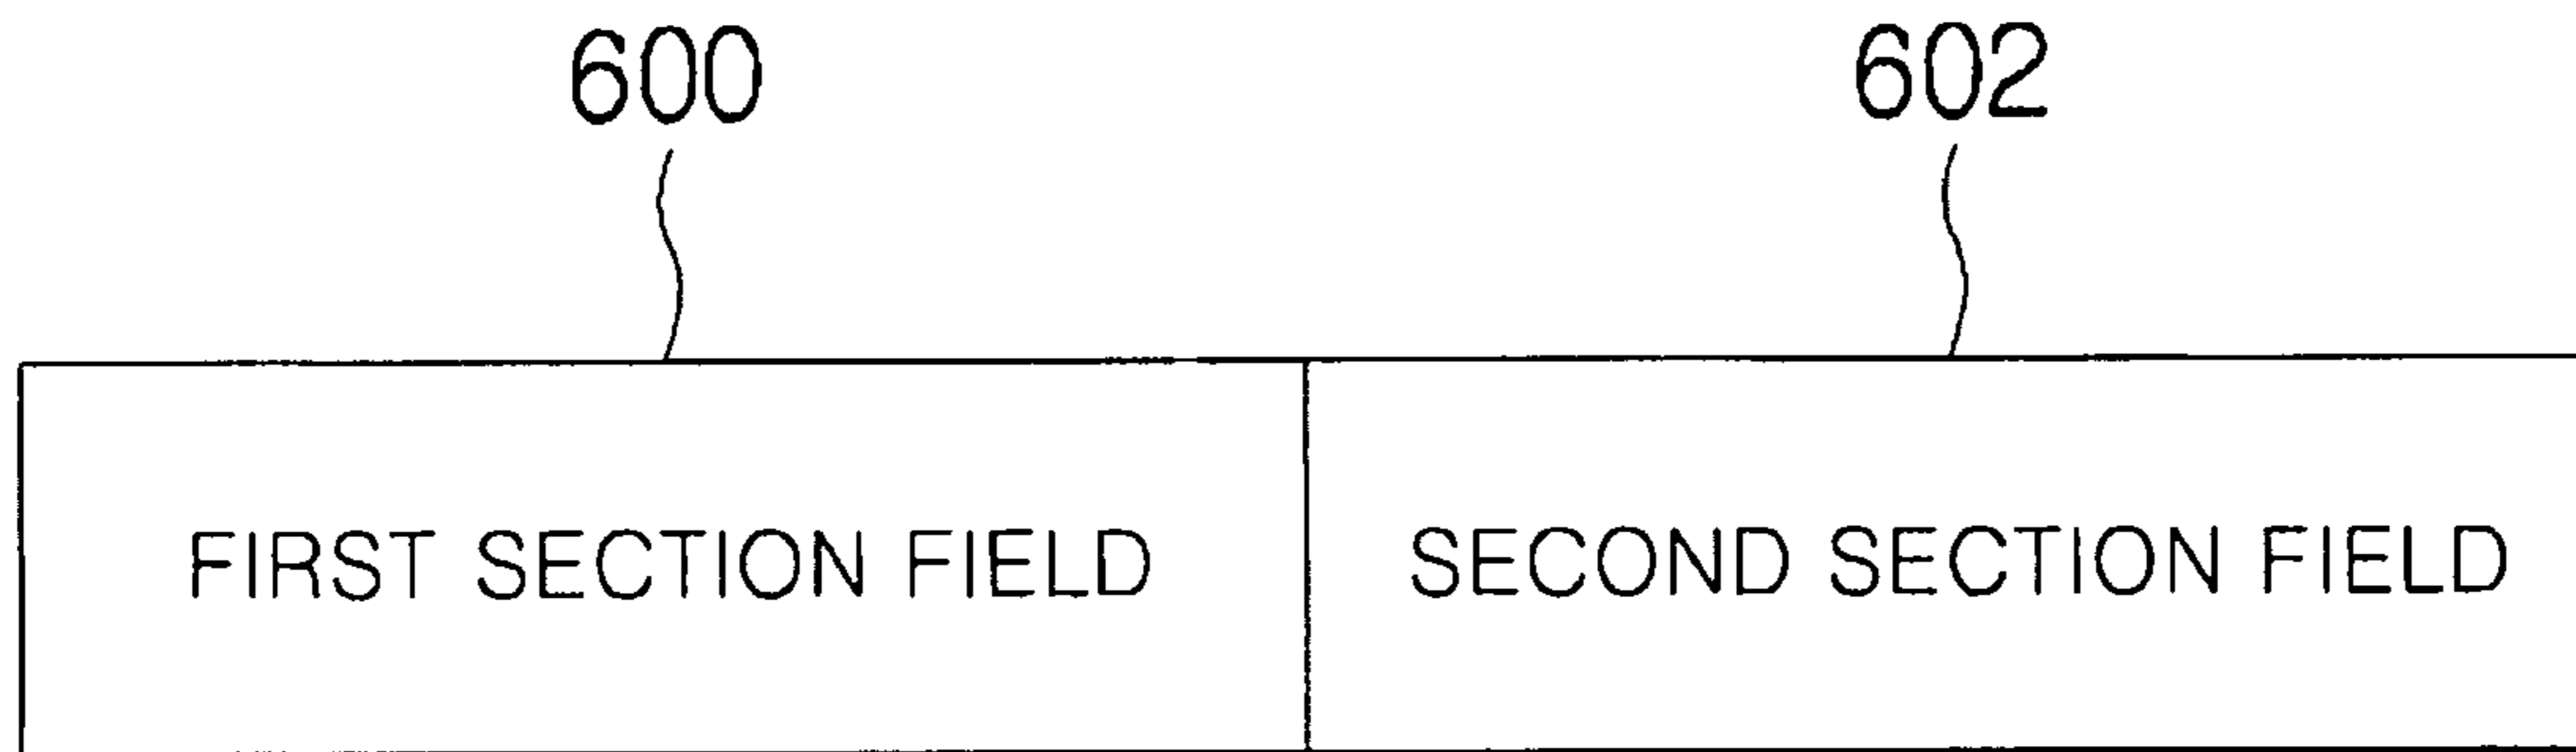 600 602
FIRST SECTION FIELD SECOND SECTION FIELD